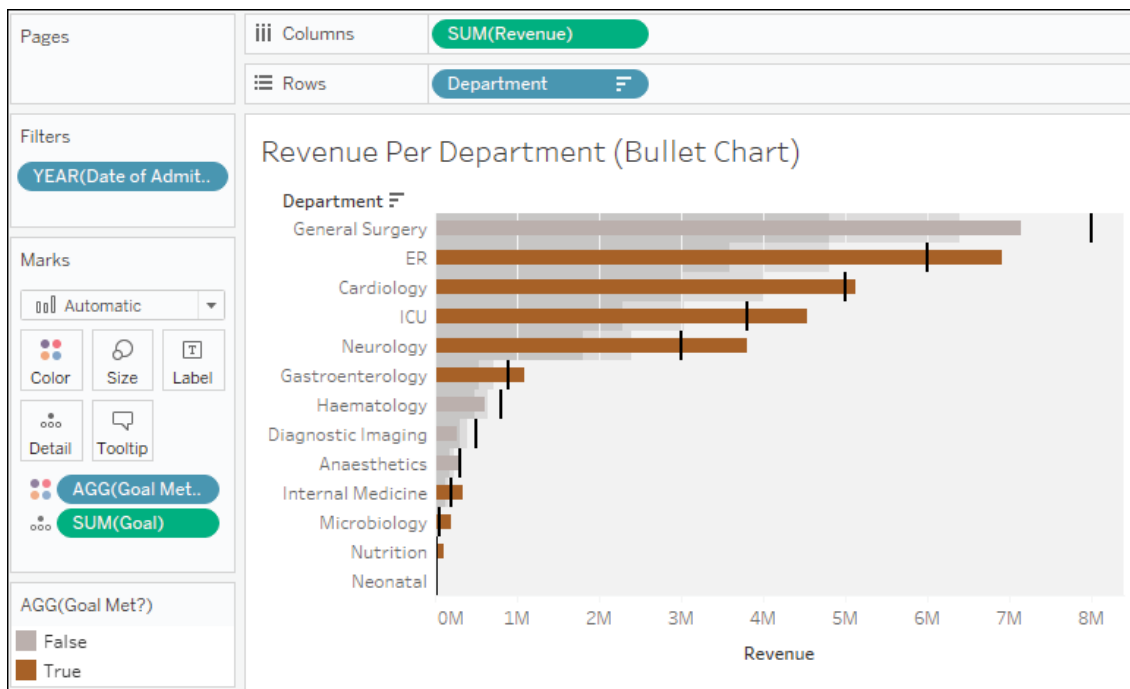 Pages
Columns
SUM(Revenue)
Rows
Department
Filters
YEAR(Date of Admit..
Marks
Automatic
Color
Size
Label
Detail
Tooltip
AGG(Goal Met..
SUM(Goal)
AGG(Goal Met?)
False
True
Revenue Per Department (Bullet Chart)
Department
General Surgery
ER
Cardiology
ICU
Neurology
Gastroenterology
Haematology
Diagnostic Imaging
Anaesthetics
Internal Medicine
Microbiology
Nutrition
Neonatal
0M 1M 2M 3M 4M 5M 6M 7M 8M
Revenue